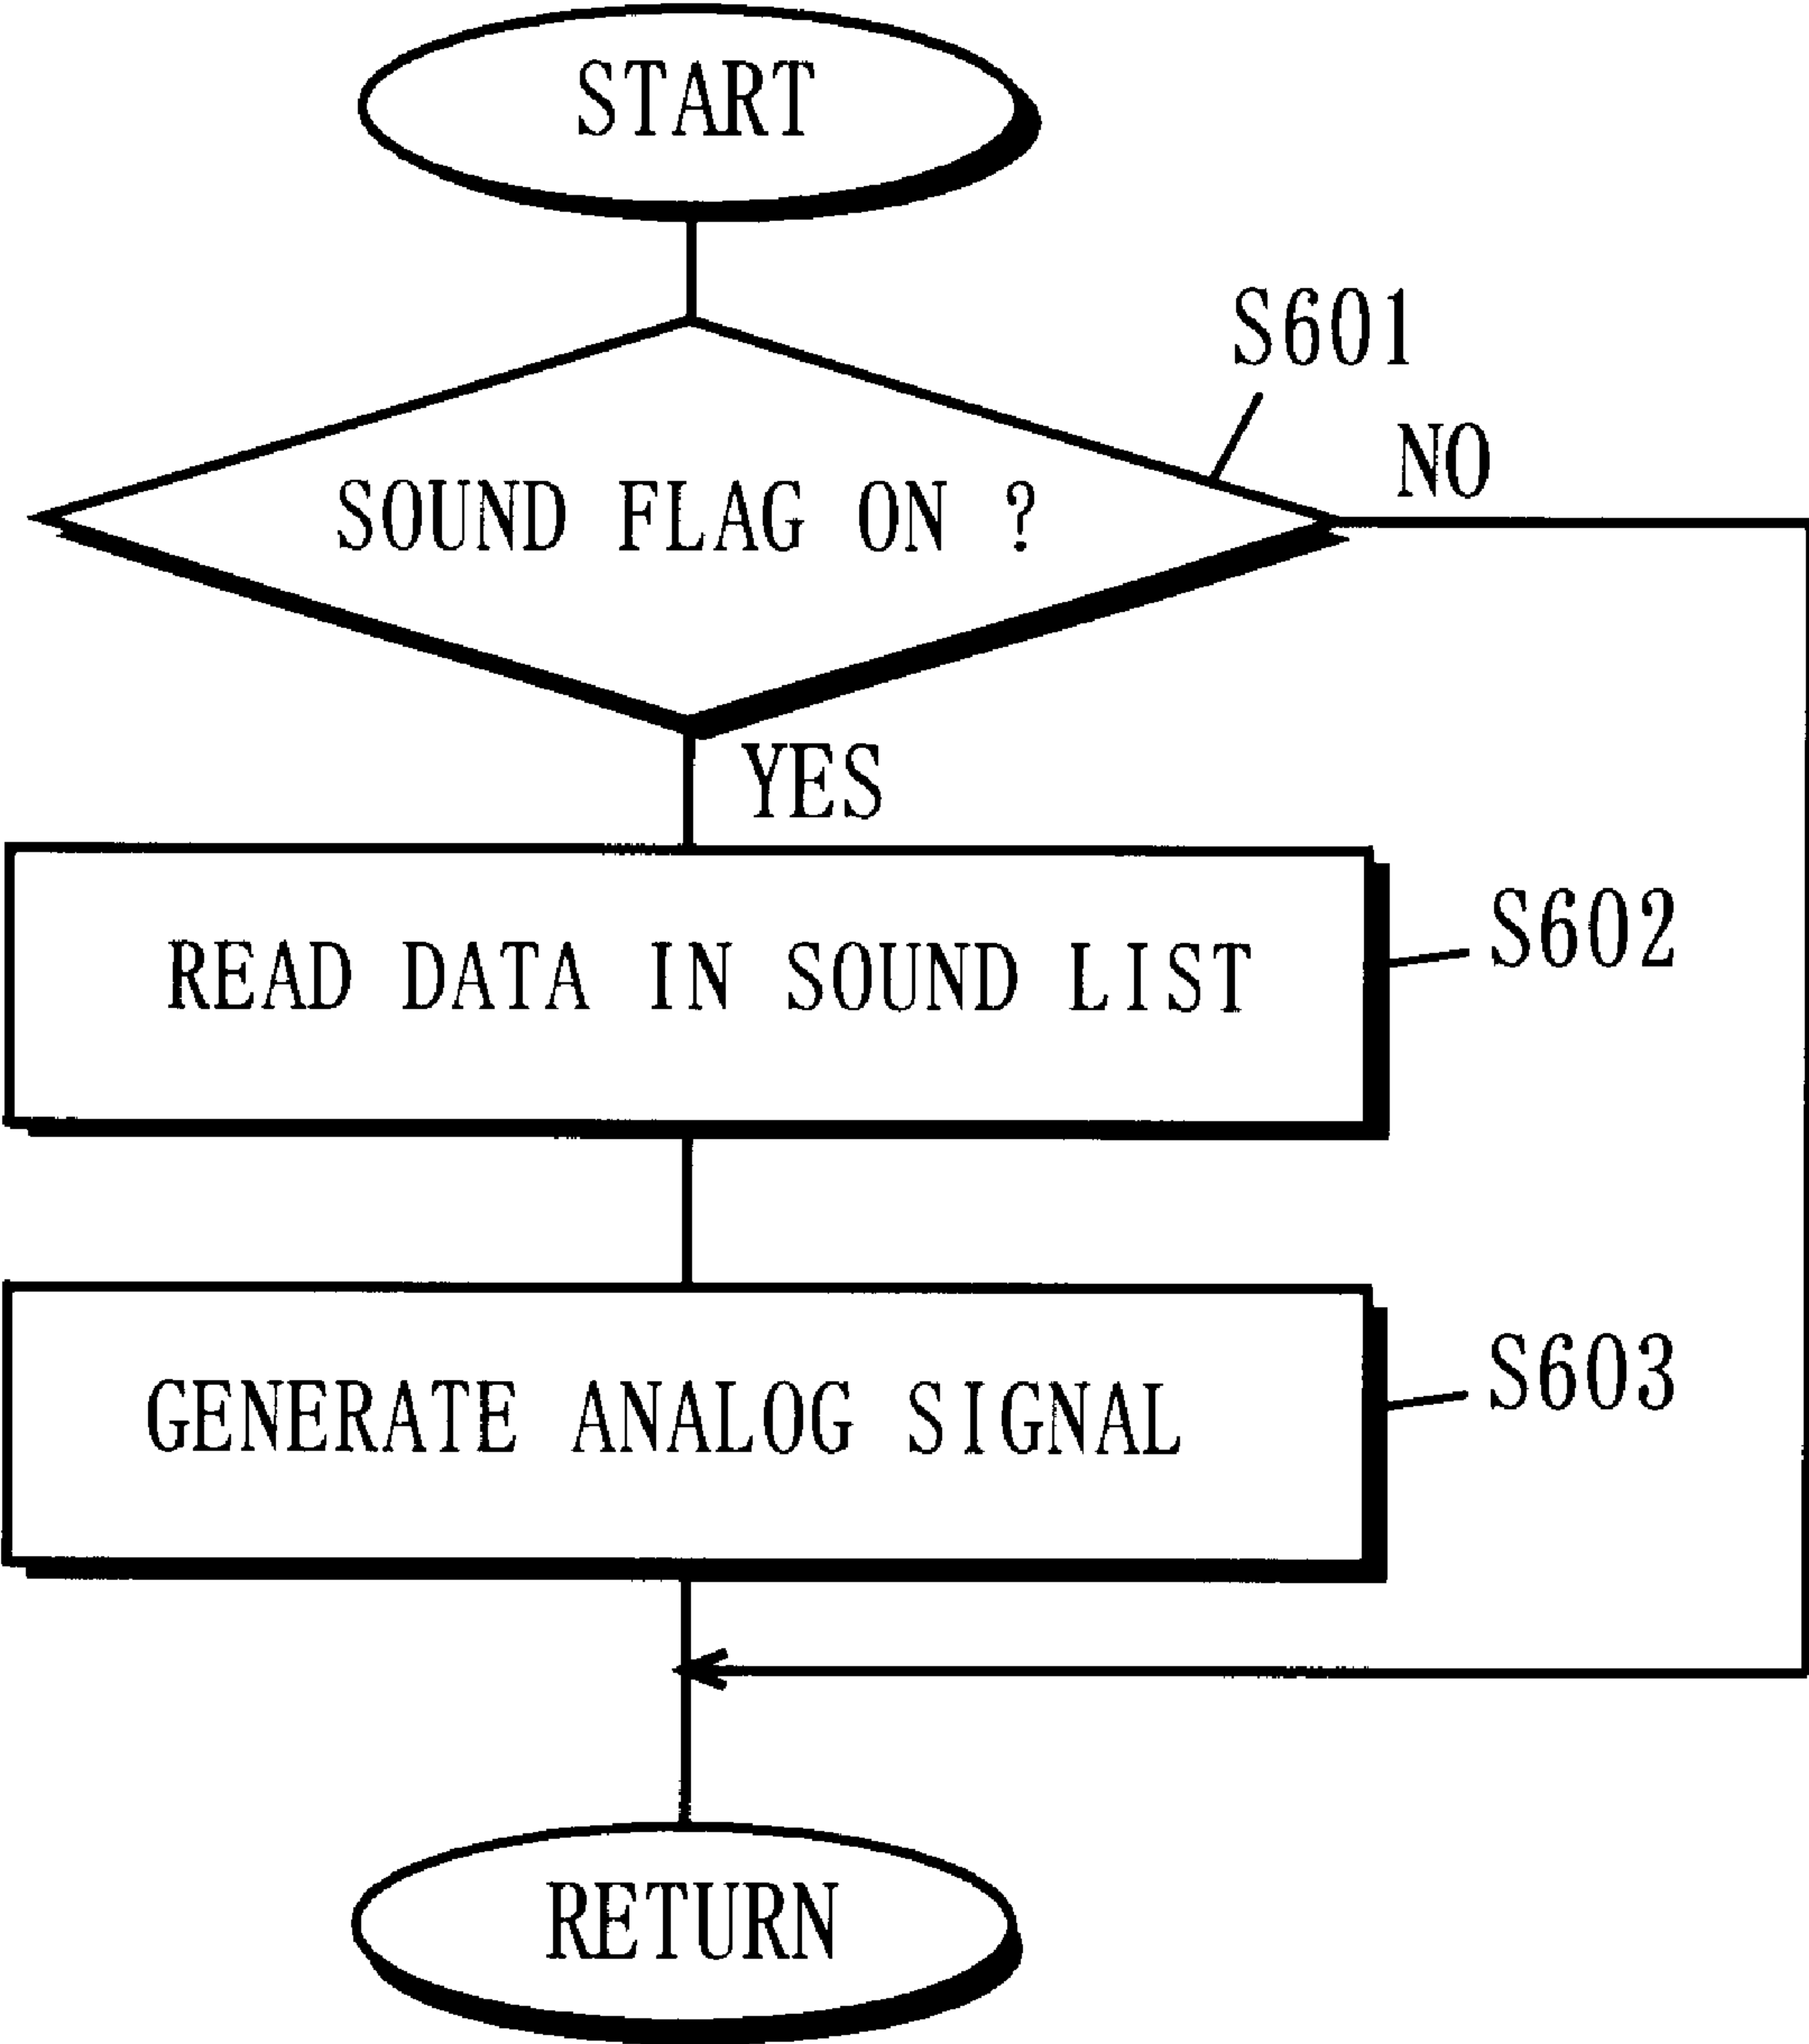 START
S601
NO
SOUND FLAG ON ?
YES
READ DATA IN SOUND LIST
S602
GENERATE ANALOG SIGNAL
S603
RETURN